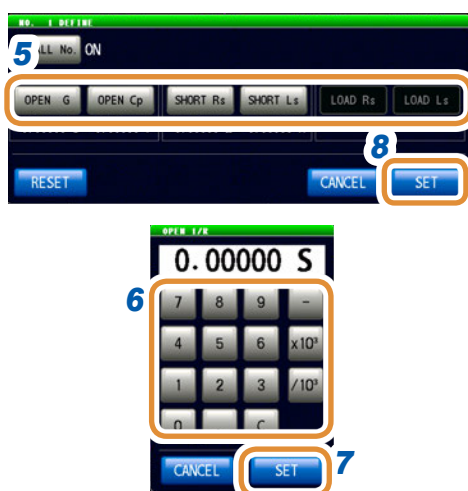 NO. 1 DEFINE
5
ALL No. ON
OPEN G OPEN Cp SHORT Rs SHORT Ls LOAD Rs LOAD Ls
8
RESET CANCEL SET
OPEN 1/R
0.00000 S
6
7 8 9 -
4 5 6 x10³
1 2 3 /10³
0 C
CANCEL SET
7